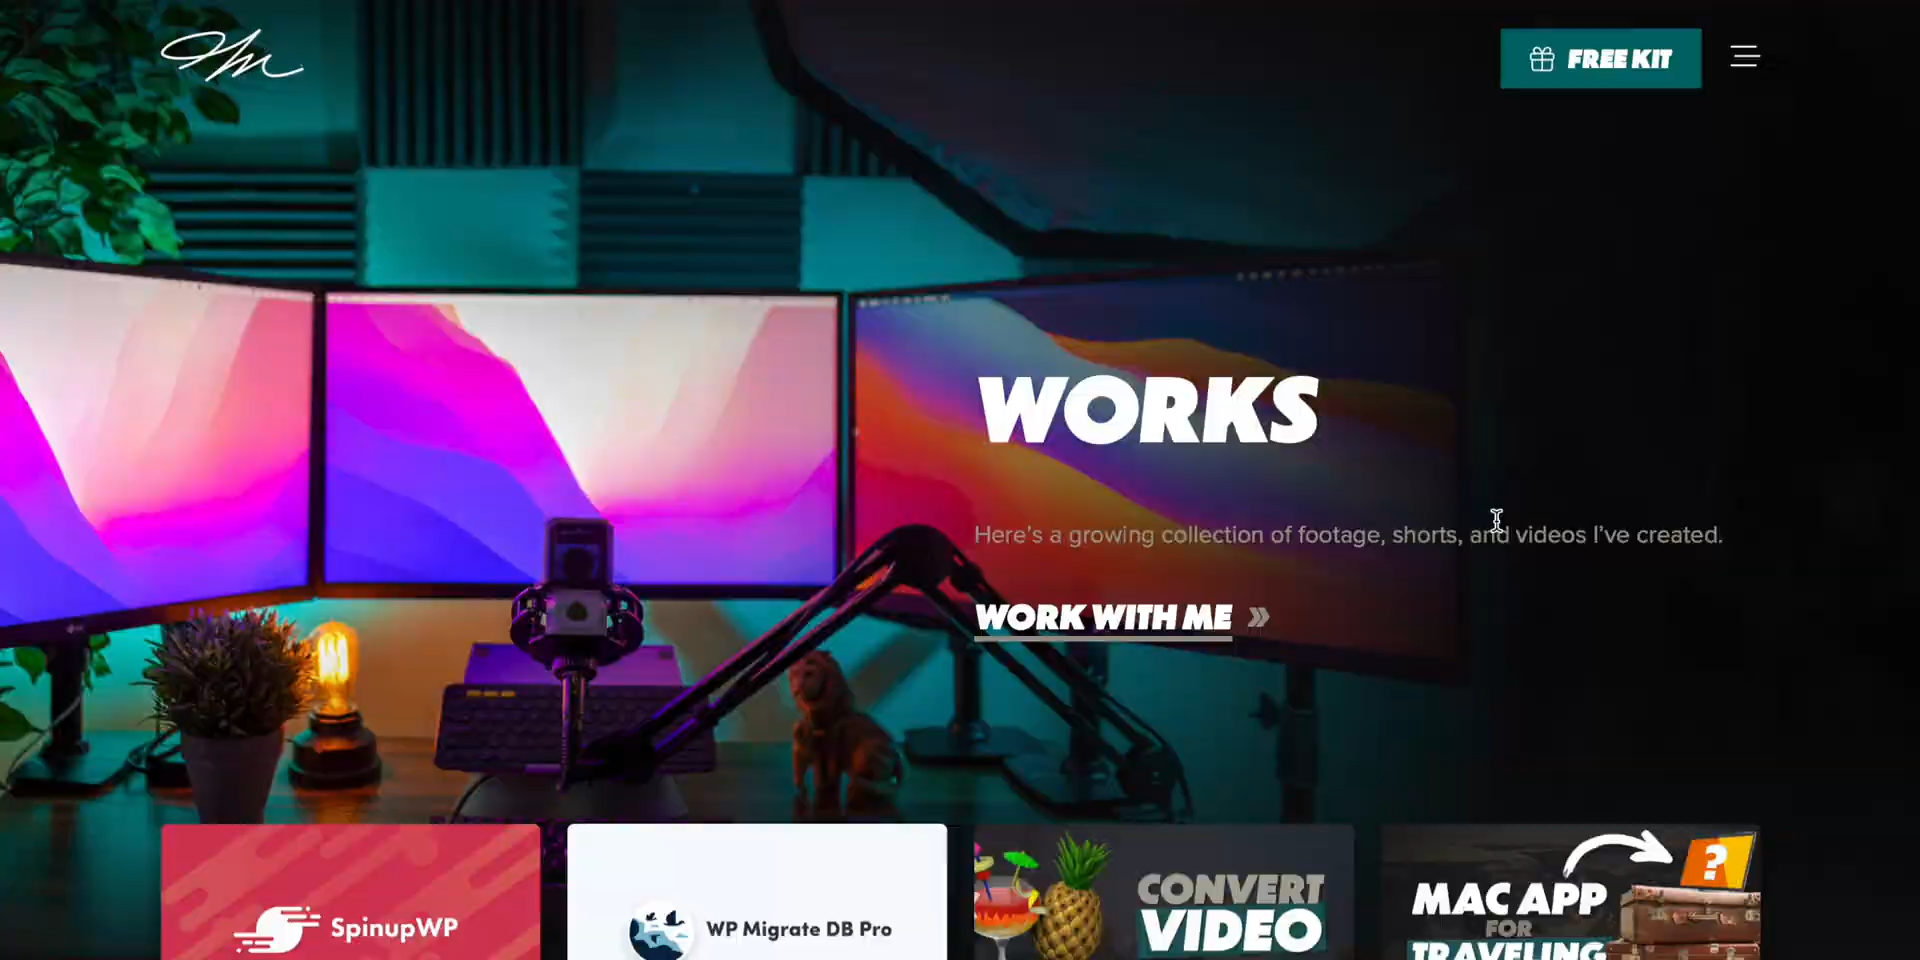 FREE KIT
WORKS
Here's a growing collection of footage, shorts, and videos I've created.
WORK WITH ME »
SpinupWP
WP Migrate DB Pro
CONVERT
VIDEO
?
MAC APP
FOR
TRAVELING